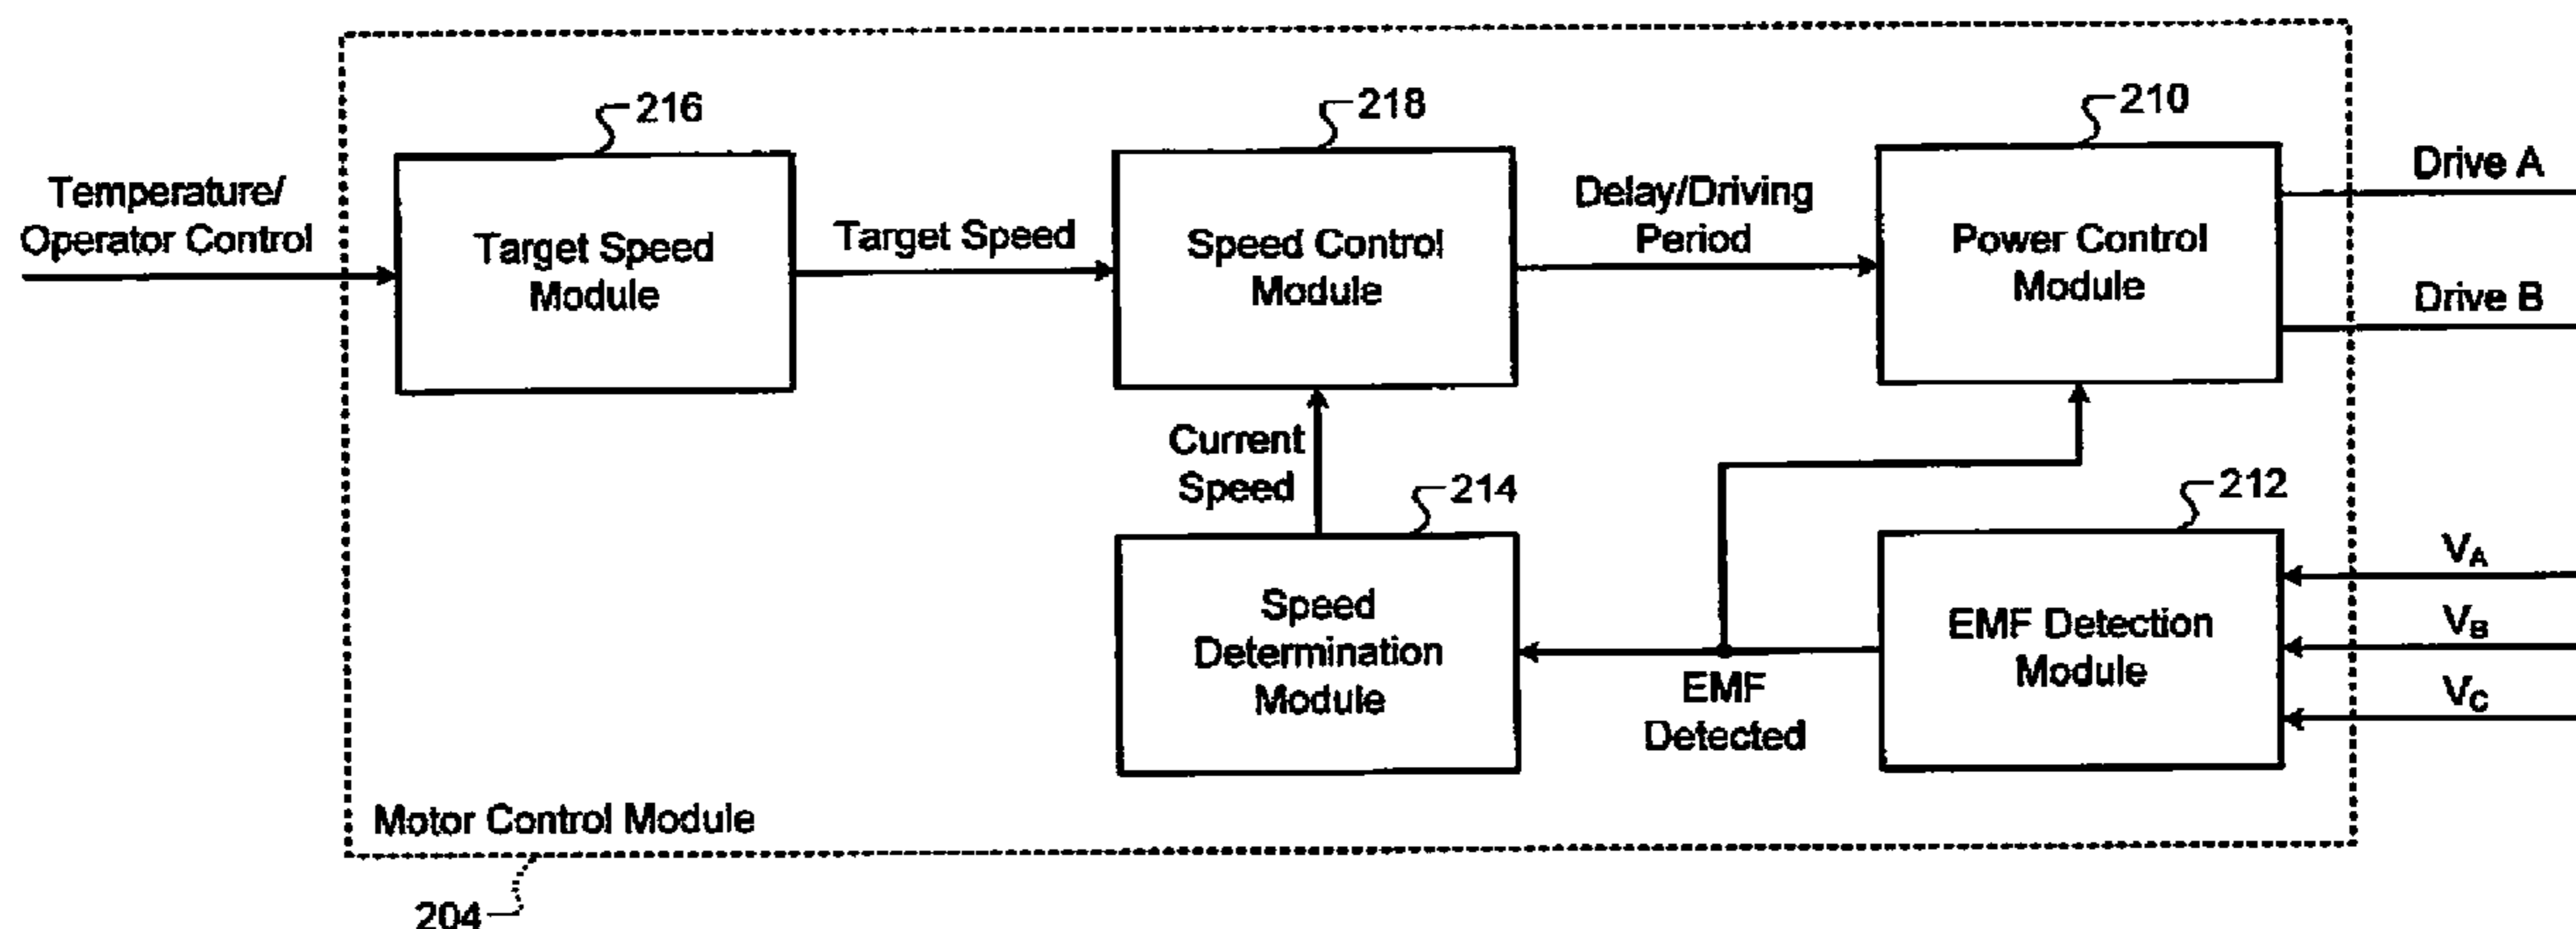 216
218
210
Temperature/
Operator Control
Target Speed
Module
Target Speed
Speed Control
Module
Delay/Driving
Period
Power Control
Module
Drive A
Drive B
Current
Speed
214
212
Speed
Determination
Module
EMF
Detected
EMF Detection
Module
VA
VB
VC
Motor Control Module
204